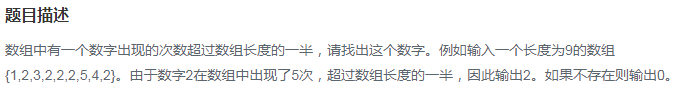 题目描述
数组中有一个数字出现的次数超过数组长度的一半，请找出这个数字。例如输入一个长度为9的数组
{1,2,3,2,2,2,5,4,2}。由于数字2在数组中出现了5次，超过数组长度的一半，因此输出2。如果不存在则输出0。